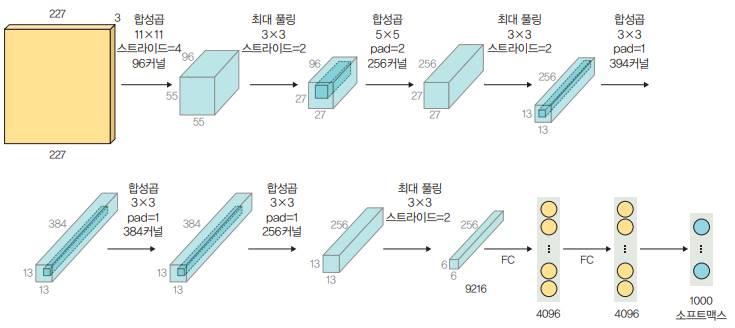 227
3
227
합성곱
11×11
스트라이드=4
96커널
96
55
55
최대 풀링
3×3
스트라이드=2
96
27
27
합성곱
5×5
pad=2
256커널
256
27
27
최대 풀링
3×3
스트라이드=2
256
13
13
합성곱
3×3
pad=1
394커널
384
13
13
합성곱
3×3
pad=1
384커널
384
13
13
합성곱
3×3
pad=1
256커널
256
13
13
최대 풀링
3×3
스트라이드=2
256
6
6
9216
FC
4096
FC
4096
1000
소프트맥스